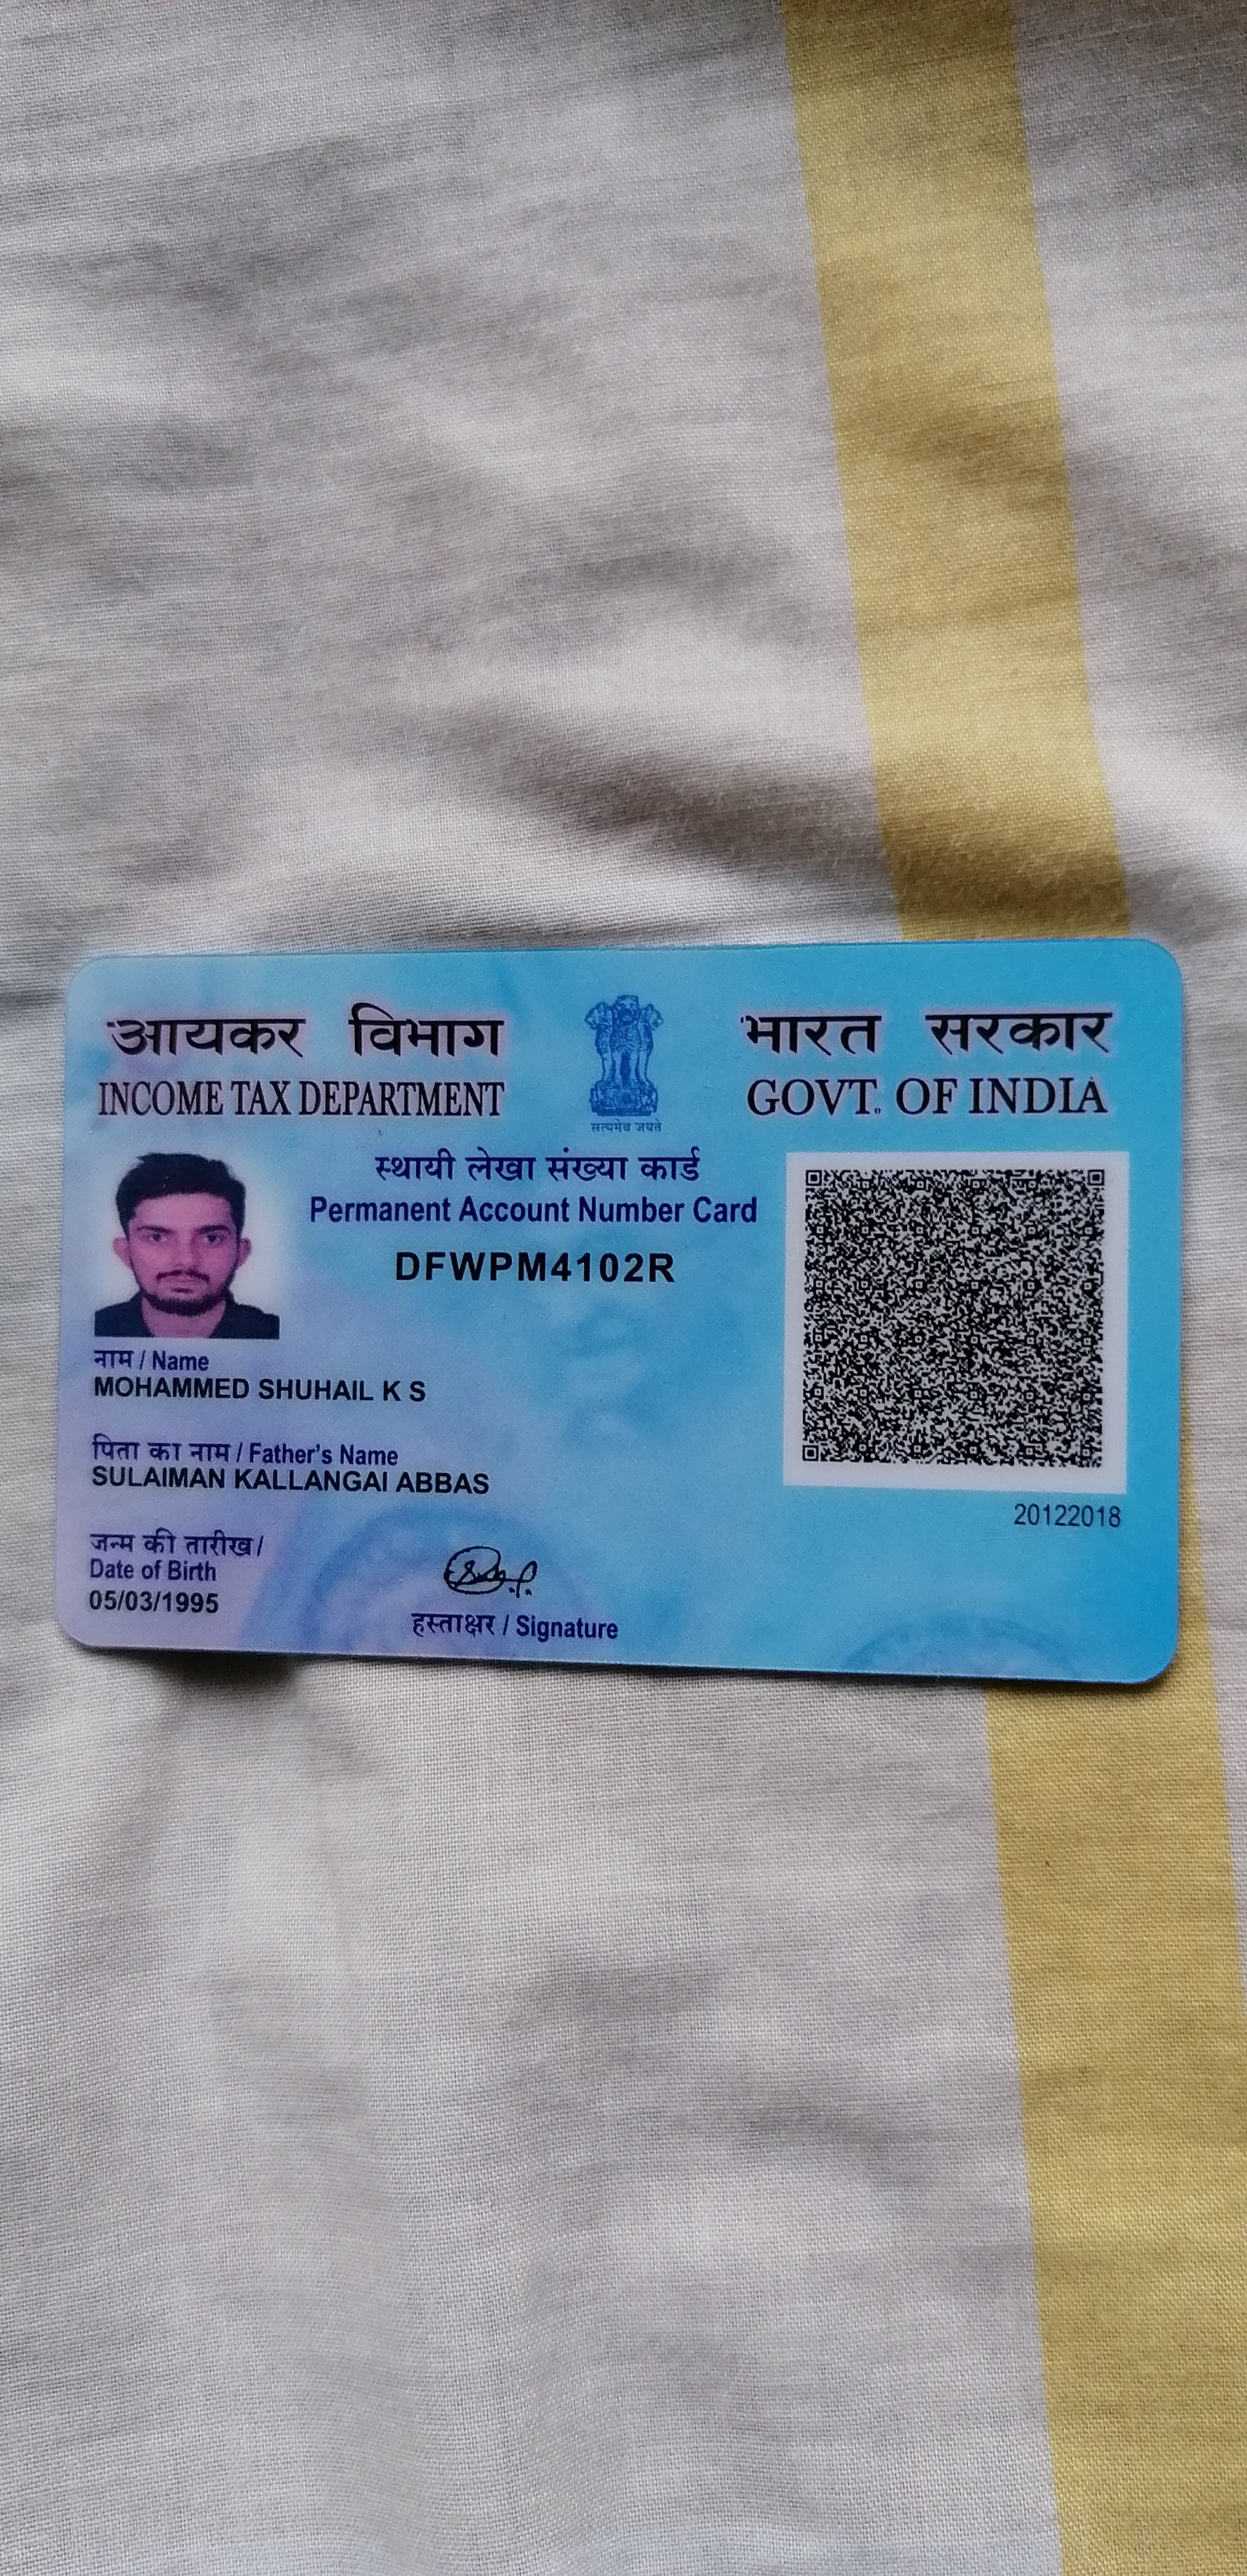 आयकर विभाग
INCOME TAX DEPARTMENT
सत्यमेव जयते
भारत सरकार
GOVT. OF INDIA
स्थायी लेखा संख्या कार्ड
Permanent Account Number Card
DFWPM4102R
नाम / Name
MOHAMMED SHUHAIL K S
पिता का नाम / Father's Name
SULAIMAN KALLANGAI ABBAS
जन्म की तारीख /
Date of Birth
05/03/1995
हस्ताक्षर / Signature
20122018